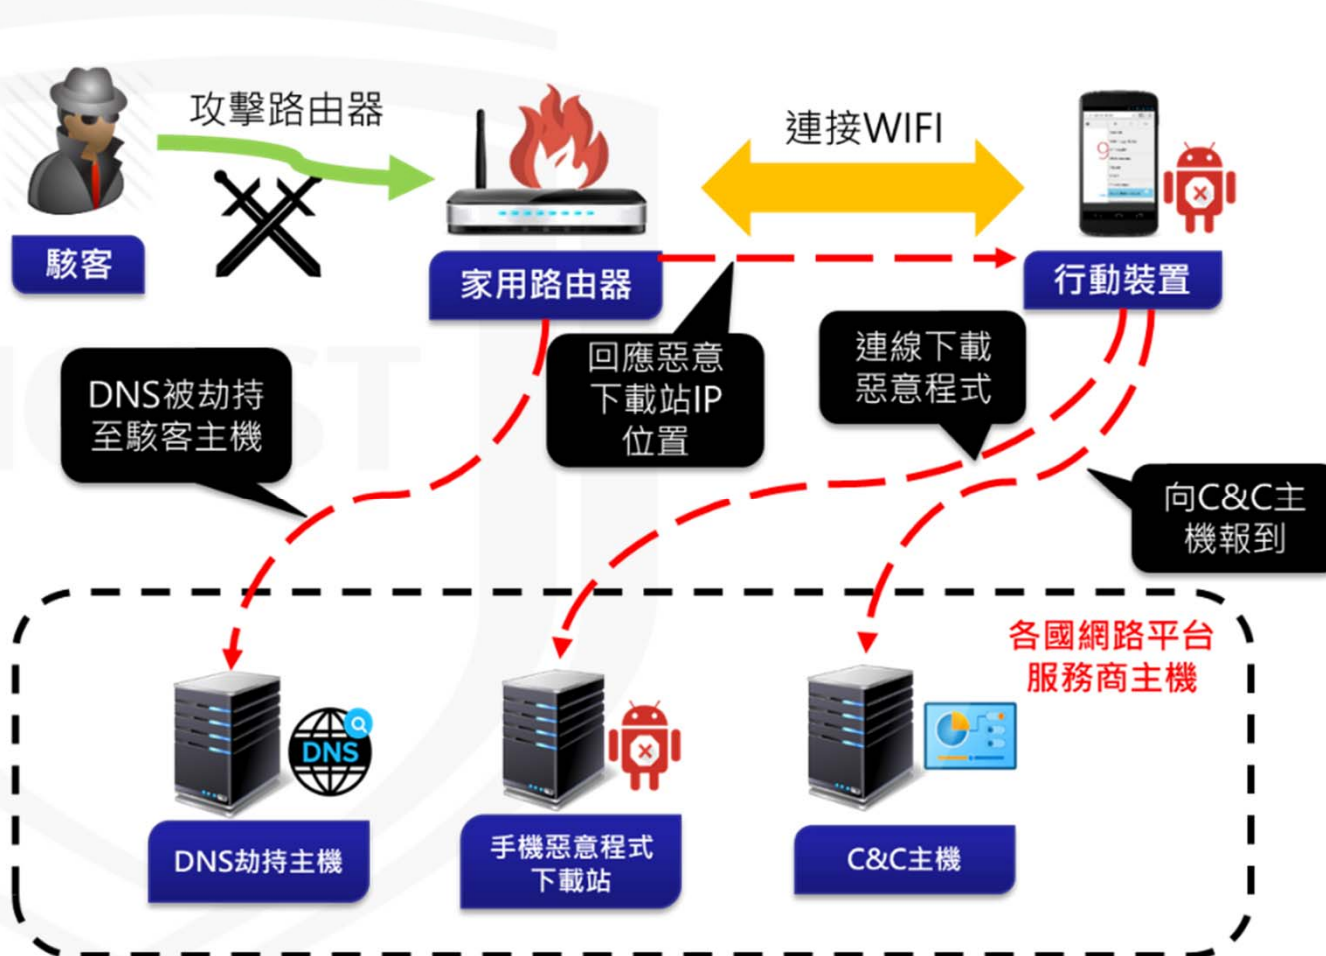 攻擊路由器
連接WIFI
駭客
家用路由器
行動裝置
DNS被劫持
至駭客主機
回應惡意
下載站IP
位置
連線下載
惡意程式
向C&C主
機報到
各國網路平台
服務商主機
DNS
DNS劫持主機
手機惡意程式
下載站
C&C主機